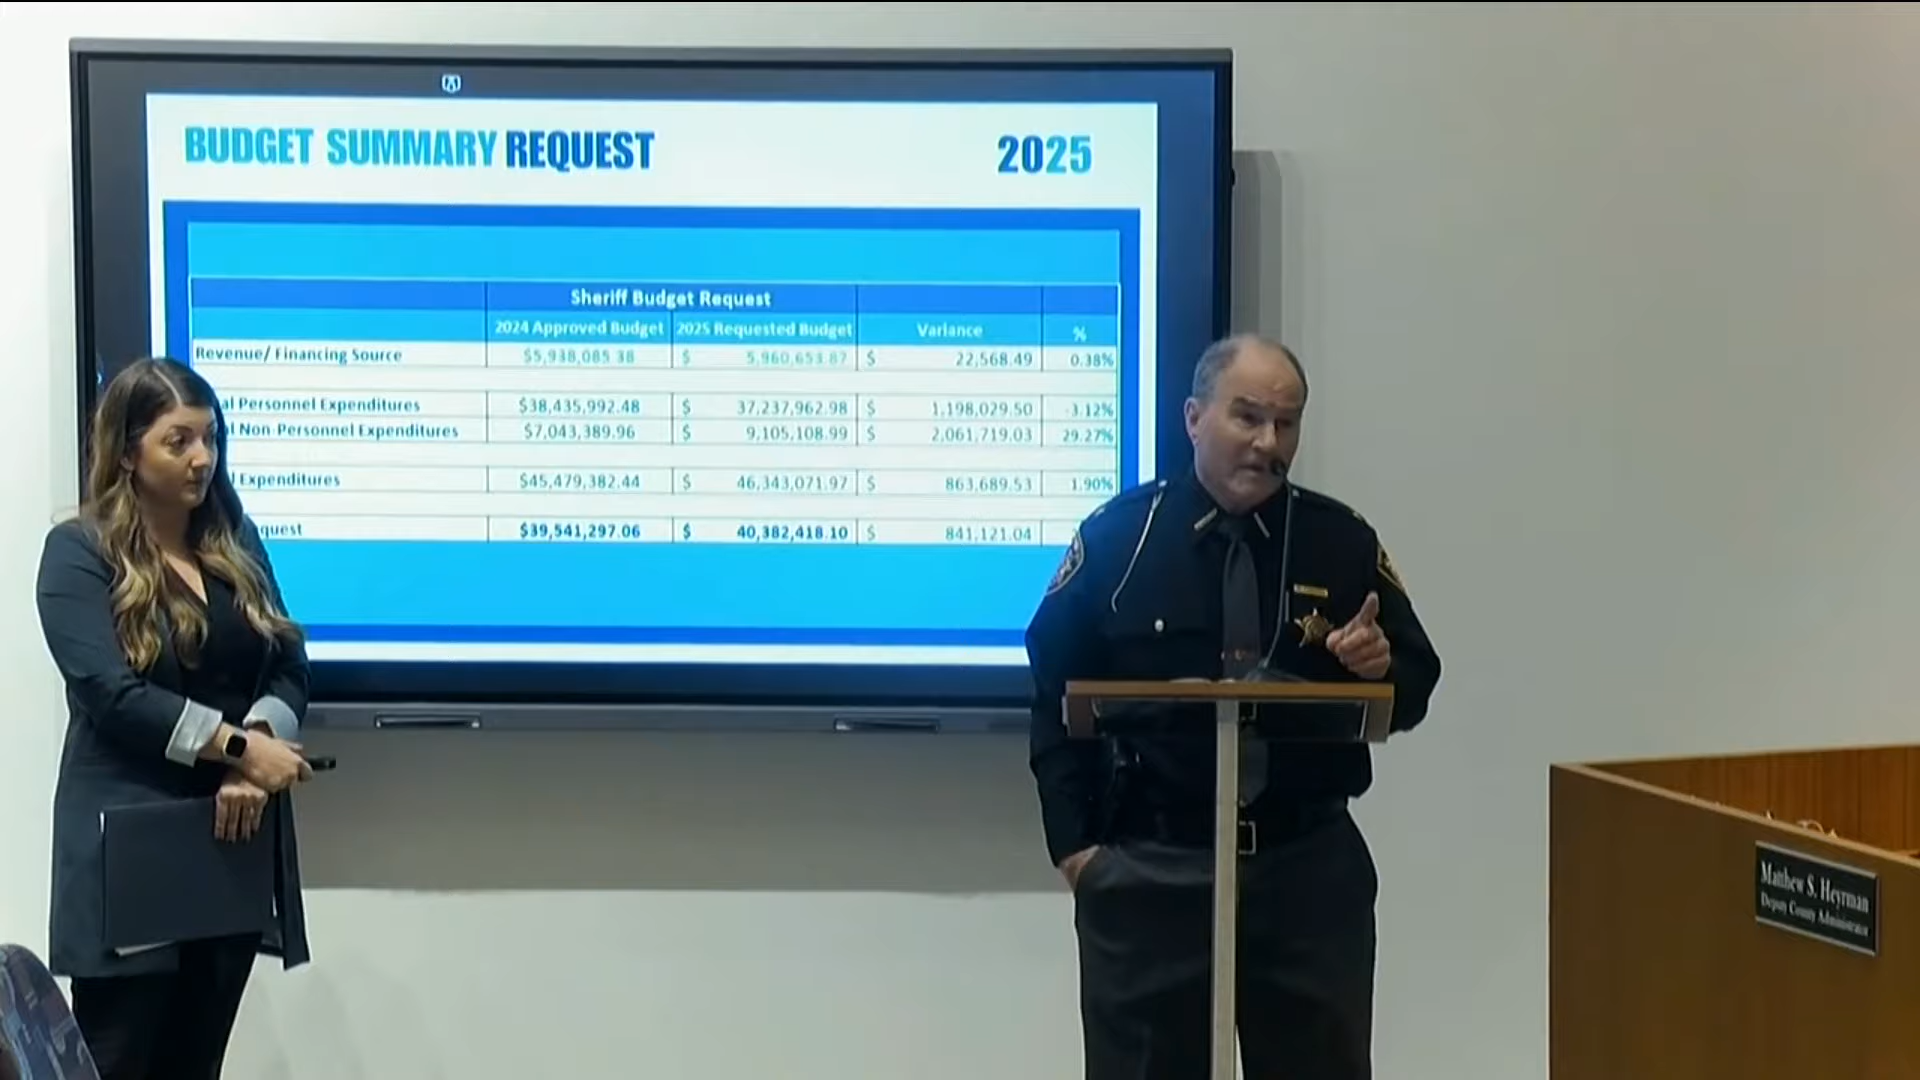 BUDGET SUMMARY REQUEST 2025
Sheriff Budget Request
2024 Approved Budget 2025 Requested Budget Variance %
Revenue/ Financing Source $5,938,085.38 $ 5,960,653.87 $ 22,568.49 0.38%
al Personnel Expenditures $38,435,992.48 $ 37,237,962.98 $ 1,198,029.50 -3.12%
al Non-Personnel Expenditures $7,043,389.96 $ 9,105,108.99 $ 2,061,719.03 29.27%
l Expenditures $45,479,382.44 $ 46,343,071.97 $ 863,689.53 1.90%
quest $39,541,297.06 $ 40,382,418.10 $ 841,121.04
Matthew S. Heyrman
Deputy County Administrator